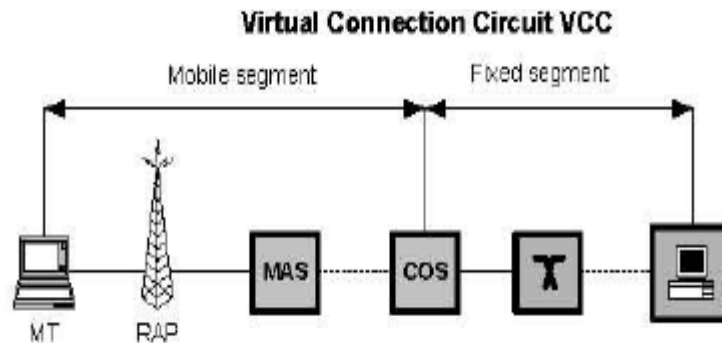 Virtual Connection Circuit VCC
Mobile segment
Fixed segment
MAS
COS
MT
RAP